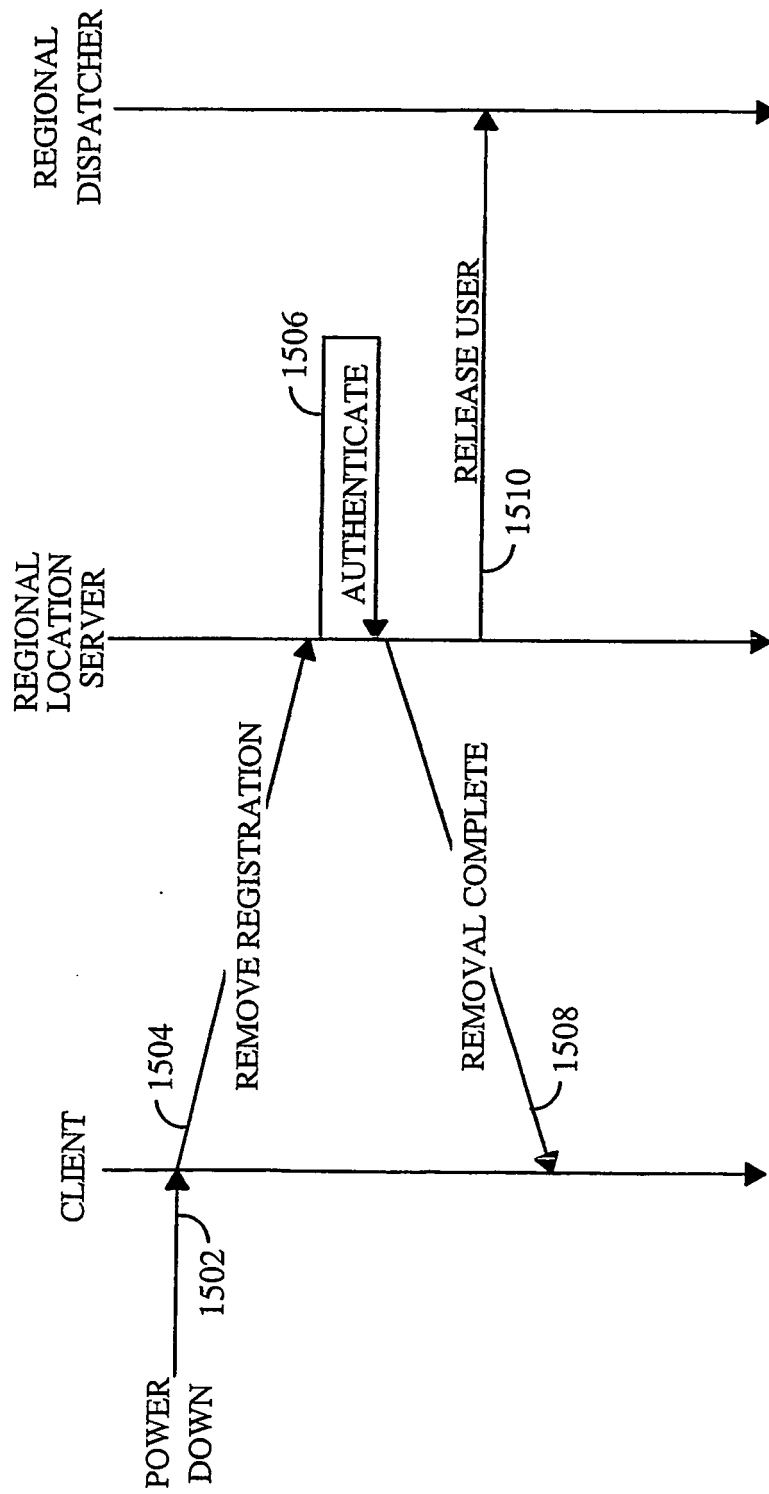 CLIENT
REGIONAL
LOCATION
SERVER
REGIONAL
DISPATCHER
POWER
DOWN
1502
1504
REMOVE REGISTRATION
1506
AUTHENTICATE
REMOVAL COMPLETE
1508
RELEASE USER
1510